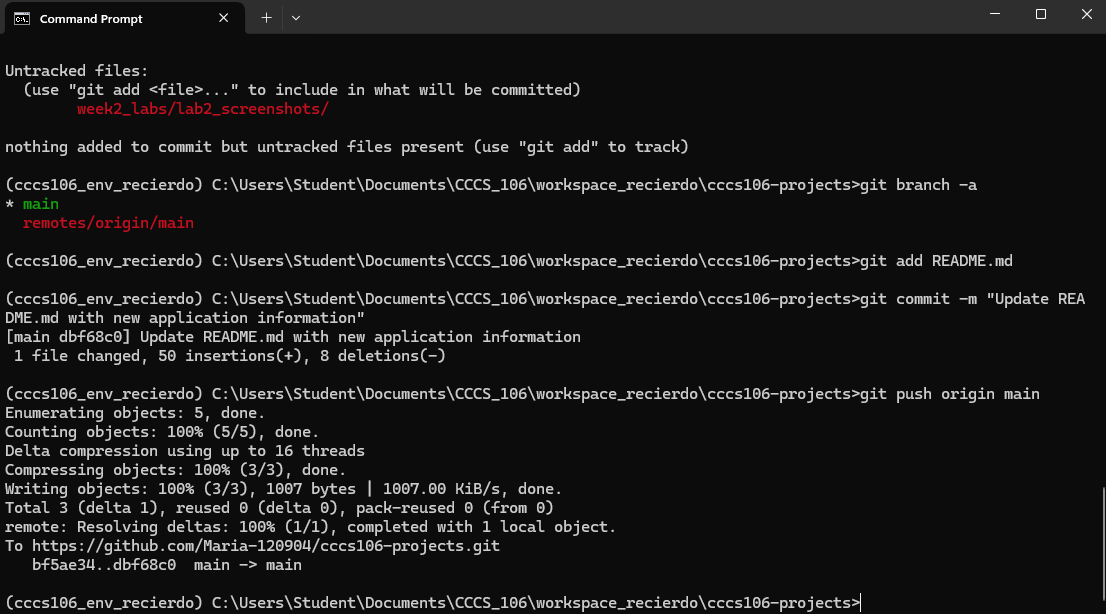 Command Prompt
Untracked files:
  (use "git add <file>..." to include in what will be committed)
        week2_labs/lab2_screenshots/
nothing added to commit but untracked files present (use "git add" to track)
(cccs106_env_recierdo) C:\Users\Student\Documents\CCCS_106\workspace_recierdo\cccs106-projects>git branch -a
* main
  remotes/origin/main
(cccs106_env_recierdo) C:\Users\Student\Documents\CCCS_106\workspace_recierdo\cccs106-projects>git add README.md
(cccs106_env_recierdo) C:\Users\Student\Documents\CCCS_106\workspace_recierdo\cccs106-projects>git commit -m "Update REA
DME.md with new application information"
[main dbf68c0] Update README.md with new application information
 1 file changed, 50 insertions(+), 8 deletions(-)
(cccs106_env_recierdo) C:\Users\Student\Documents\CCCS_106\workspace_recierdo\cccs106-projects>git push origin main
Enumerating objects: 5, done.
Counting objects: 100% (5/5), done.
Delta compression using up to 16 threads
Compressing objects: 100% (3/3), done.
Writing objects: 100% (3/3), 1007 bytes | 1007.00 KiB/s, done.
Total 3 (delta 1), reused 0 (delta 0), pack-reused 0 (from 0)
remote: Resolving deltas: 100% (1/1), completed with 1 local object.
To https://github.com/Maria-120904/cccs106-projects.git
   bf5ae34..dbf68c0  main -> main
(cccs106_env_recierdo) C:\Users\Student\Documents\CCCS_106\workspace_recierdo\cccs106-projects>